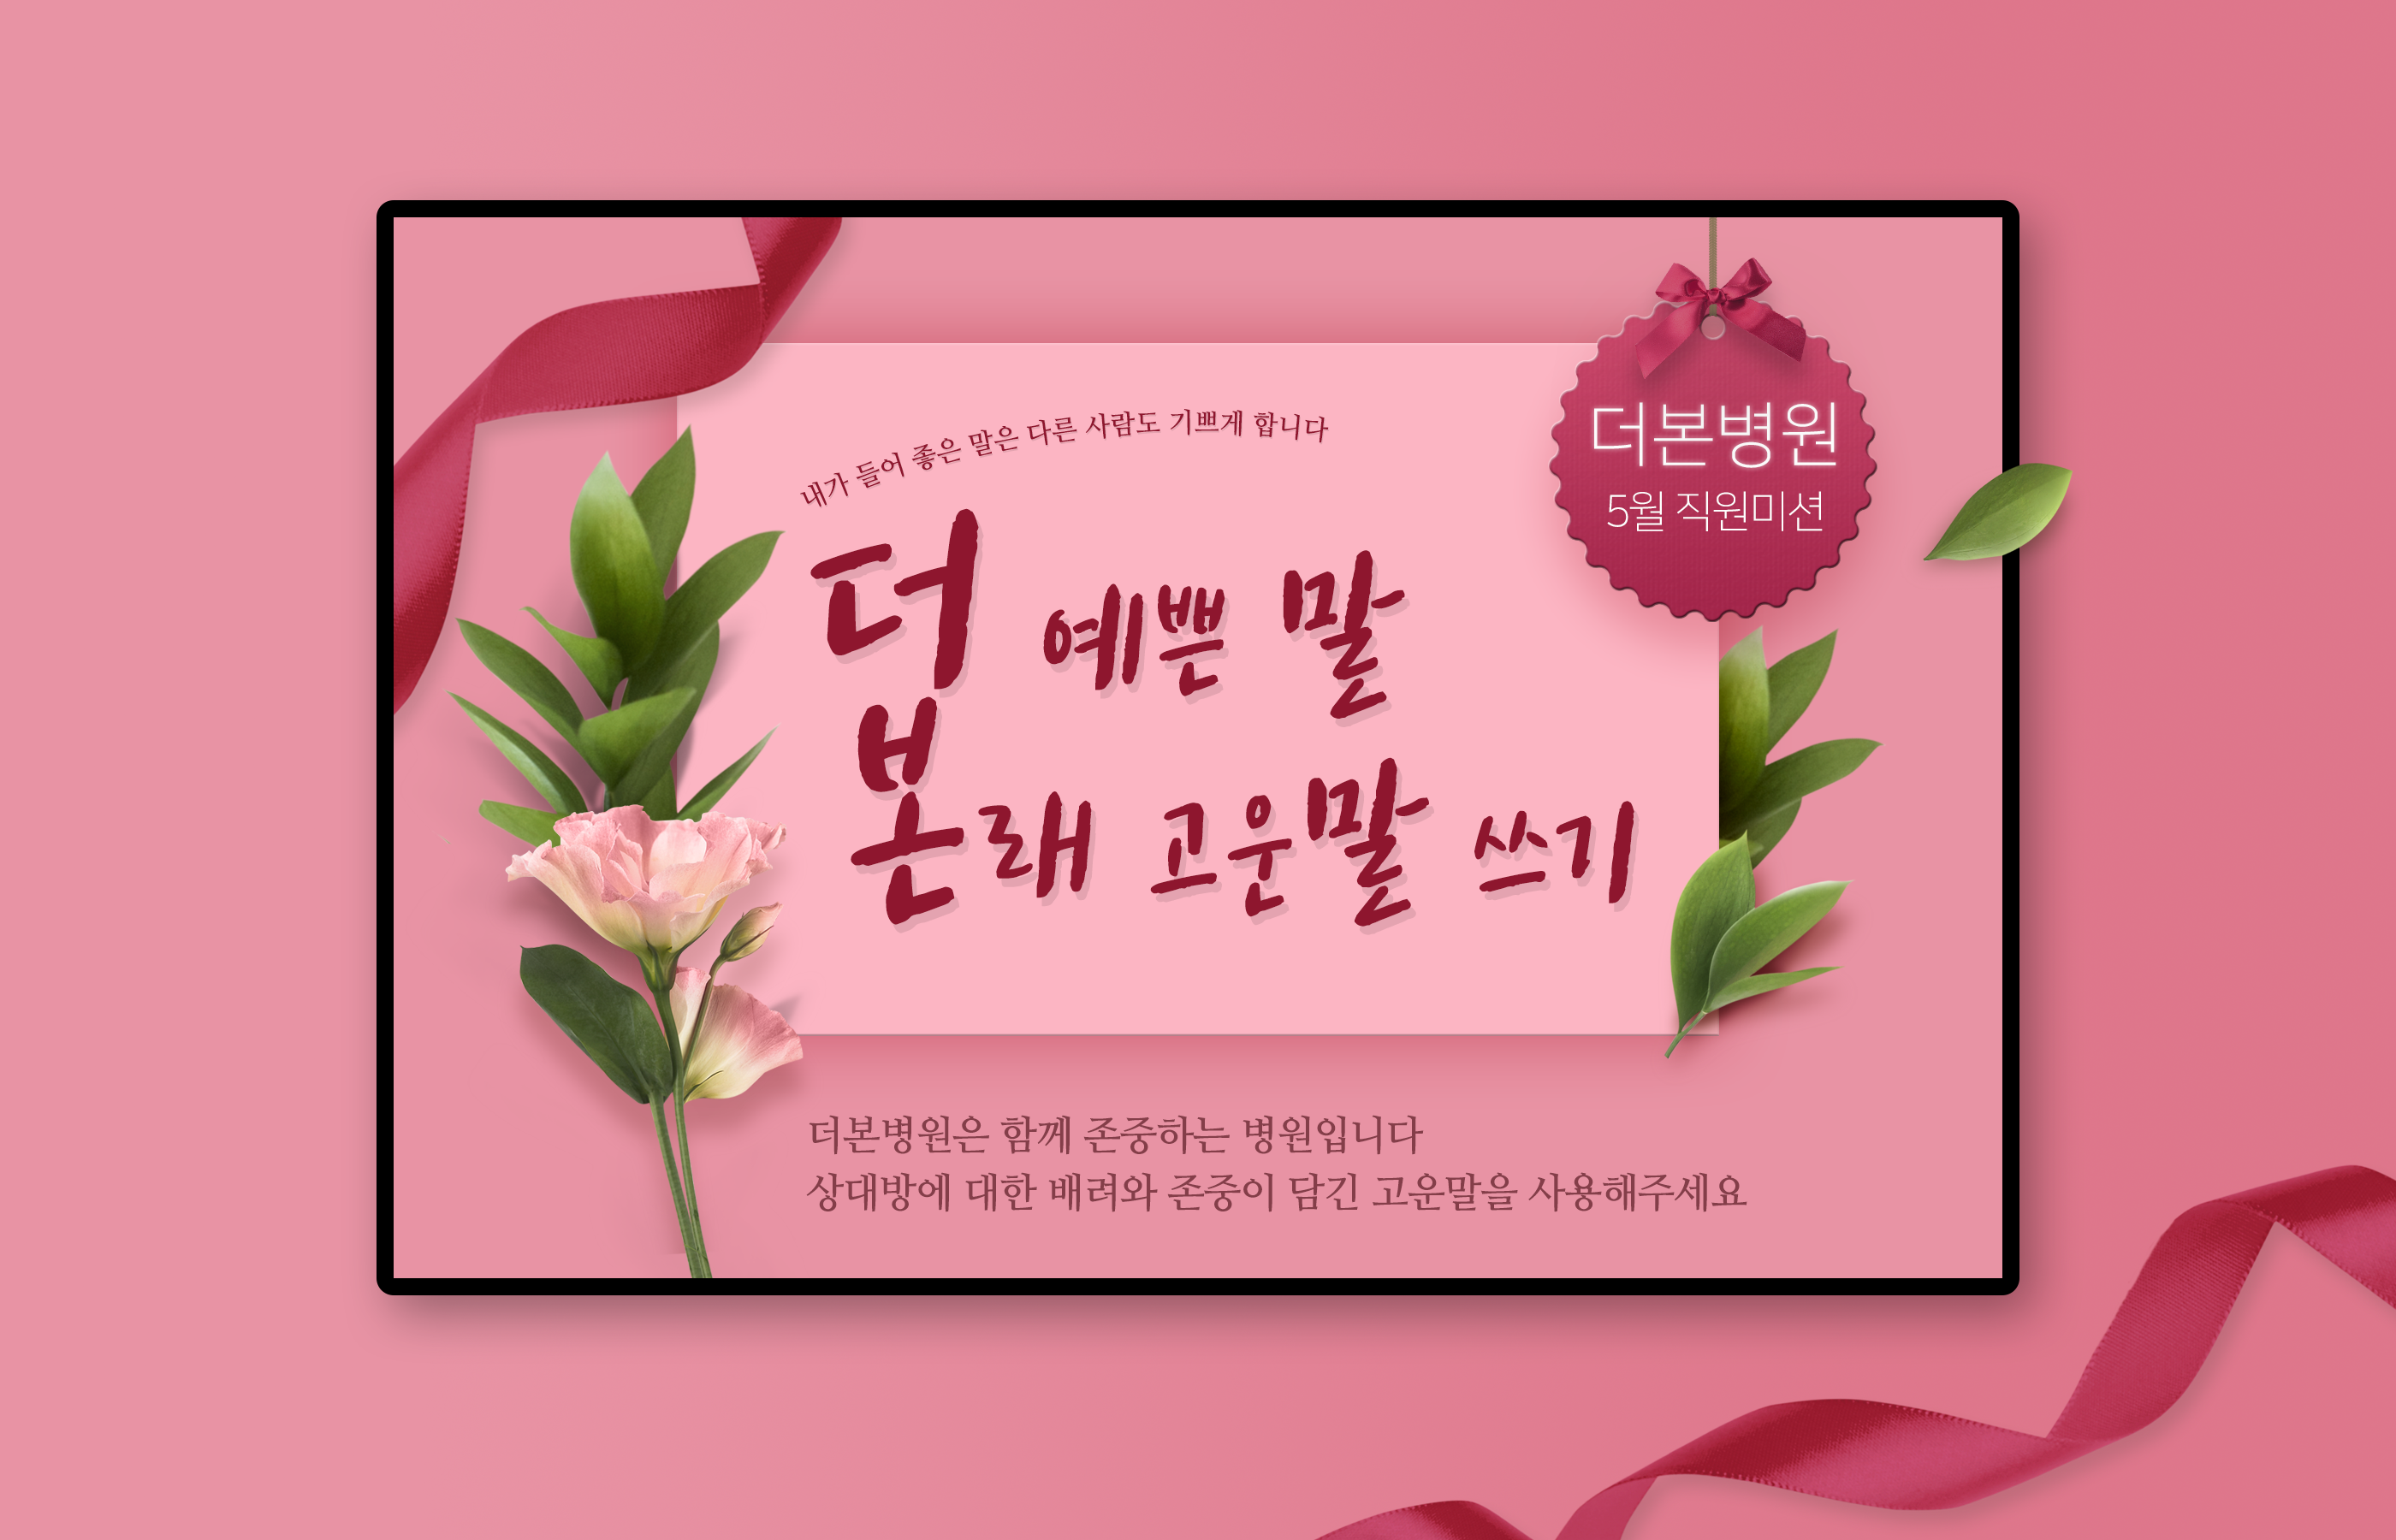 내가 들어 좋은 말은 다른 사람도 기쁘게 합니다
더 예쁜 말
본래 고운말 쓰기
더본병원
5월 직원미션
더본병원은 함께 존중하는 병원입니다
상대방에 대한 배려와 존중이 담긴 고운말을 사용해주세요